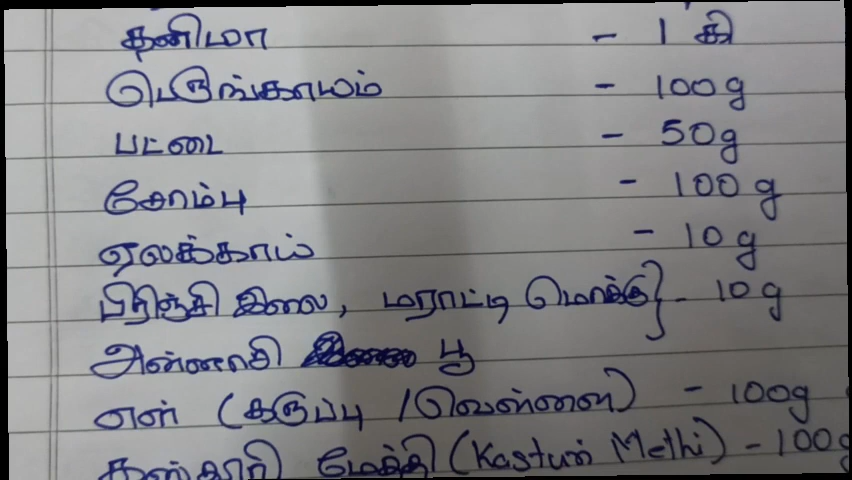 தனிமா - 1 கி
பெருங்காயம் - 100g
பட்டை - 50g
சோம்பு - 100g
ஏலக்காய் - 10g
பிரிஞ்சி இலை, மராட்டி மொக்கு} - 10g
அன்னாசி பூ
எள் (கருப்பு / வெள்ளை) - 100g
கஸ்தூரி மேத்தி (Kasturi Methi) - 100g